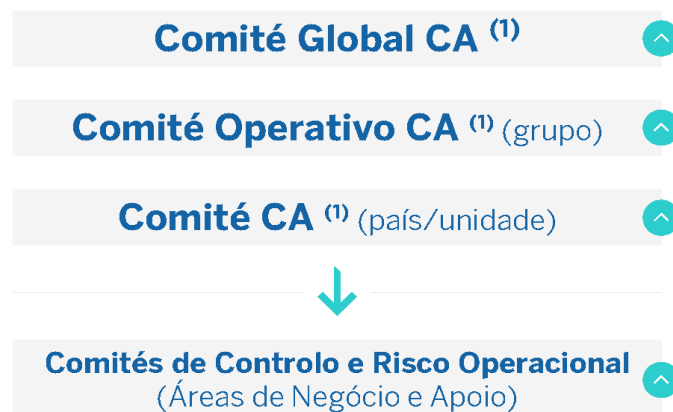 Comité Global CA (1)
Comité Operativo CA (1) (grupo)
Comité CA (1) (país/unidade)
Comités de Controlo e Risco Operacional
(Áreas de Negócio e Apoio)